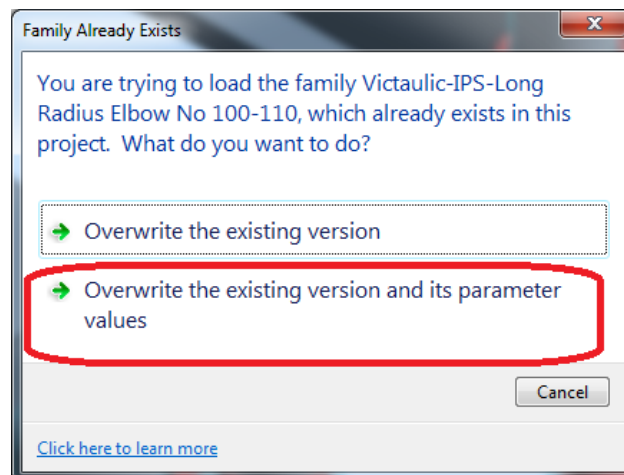 Family Already Exists
You are trying to load the family Victaulic-IPS-Long
Radius Elbow No 100-110, which already exists in this
project. What do you want to do?
Overwrite the existing version
Overwrite the existing version and its parameter
values
Cancel
Click here to learn more